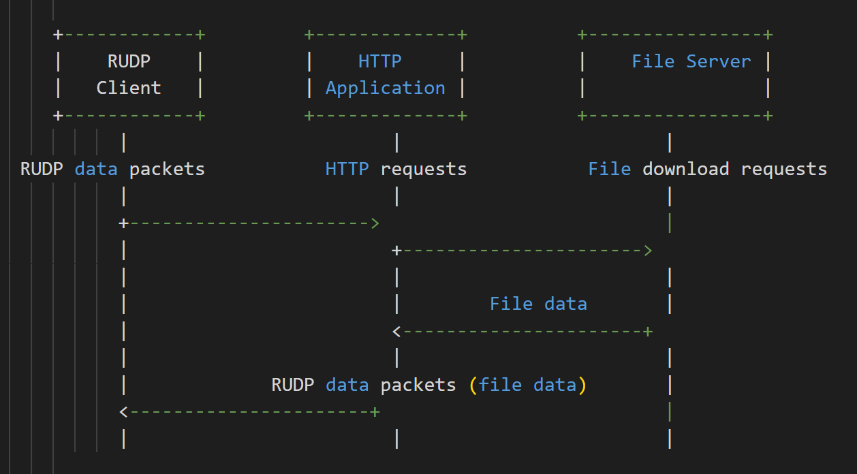 +------------+         +-------------+          +----------------+
|    RUDP    |         |    HTTP     |          |    File Server |
|   Client   |         | Application |          |                |
+------------+         +-------------+          +----------------+
      |                        |                        |
RUDP data packets           HTTP requests           File download requests
      |                        |                        |
      +---------------------->                          |
      |                        +---------------------->
      |                        |                        |
      |                        |        File data       |
      |                        <----------------------+
      |                        |                        |
      |             RUDP data packets (file data)       |
      <----------------------+                          |
      |                        |                        |